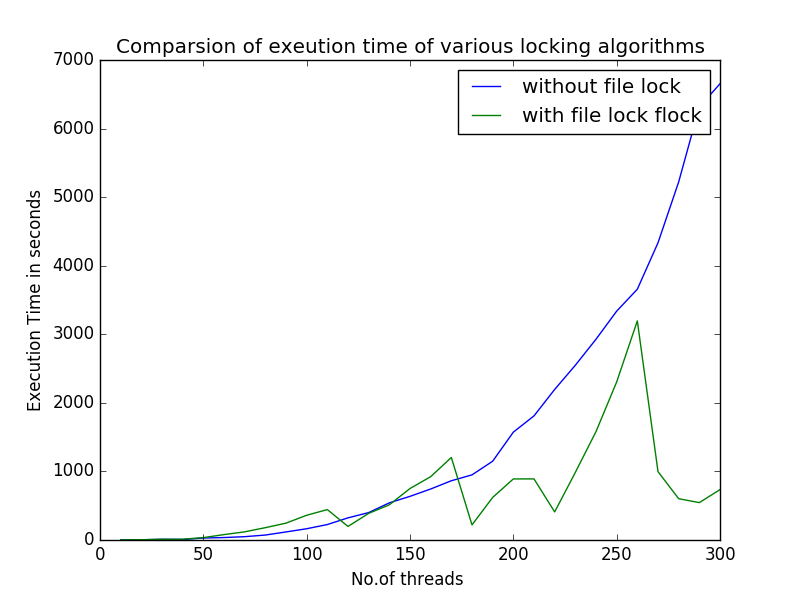 Comparsion of exeution time of various locking algorithms
7000
6000
5000
4000
3000
2000
1000
0
Execution Time in seconds
without file lock
with file lock flock
0 50 100 150 200 250 300
No.of threads